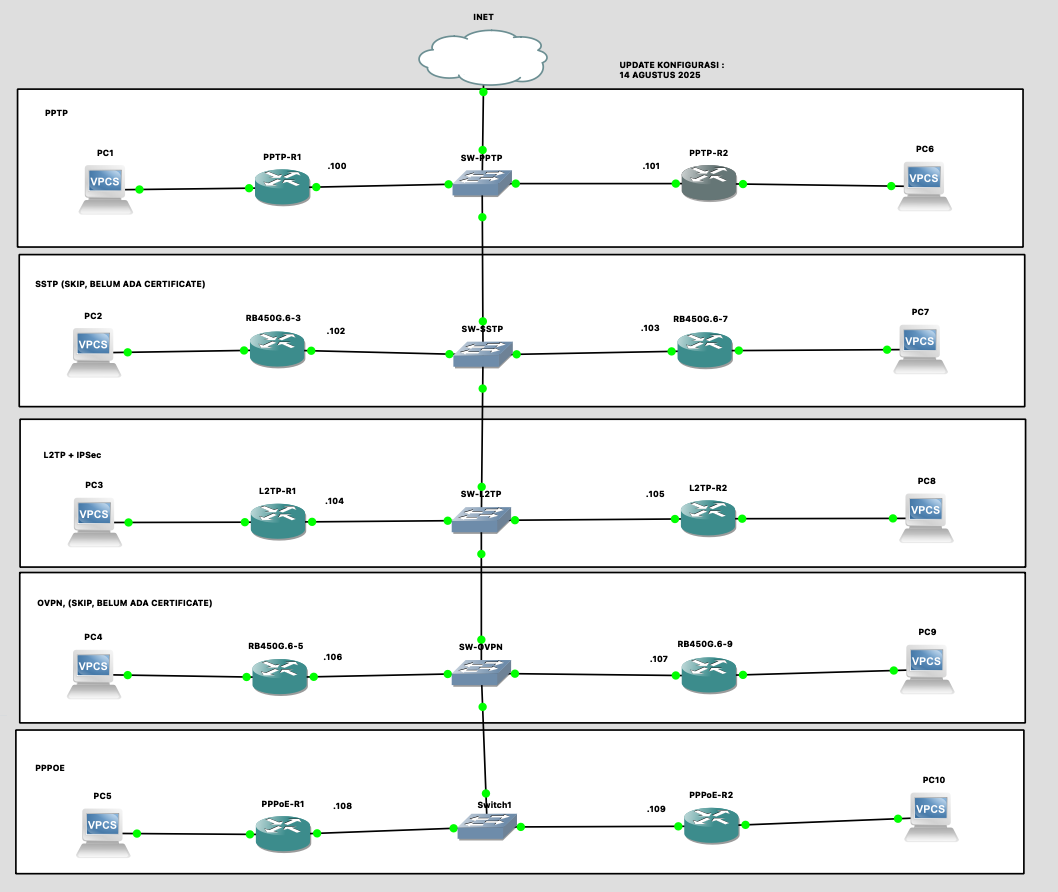 INET
UPDATE KONFIGURASI :
14 AGUSTUS 2025
PPTP
PC1
VPCS
PPTP-R1
.100
SW-PPTP
.101
PPTP-R2
PC6
VPCS
SSTP (SKIP, BELUM ADA CERTIFICATE)
PC2
VPCS
RB450G.6-3
.102
SW-SSTP
.103
RB450G.6-7
PC7
VPCS
L2TP + IPSec
PC3
VPCS
L2TP-R1
.104
SW-L2TP
.105
L2TP-R2
PC8
VPCS
OVPN, (SKIP, BELUM ADA CERTIFICATE)
PC4
VPCS
RB450G.6-5
.106
SW-OVPN
.107
RB450G.6-9
PC9
VPCS
PPPOE
PC5
VPCS
PPPoE-R1
.108
Switch1
.109
PPPoE-R2
PC10
VPCS